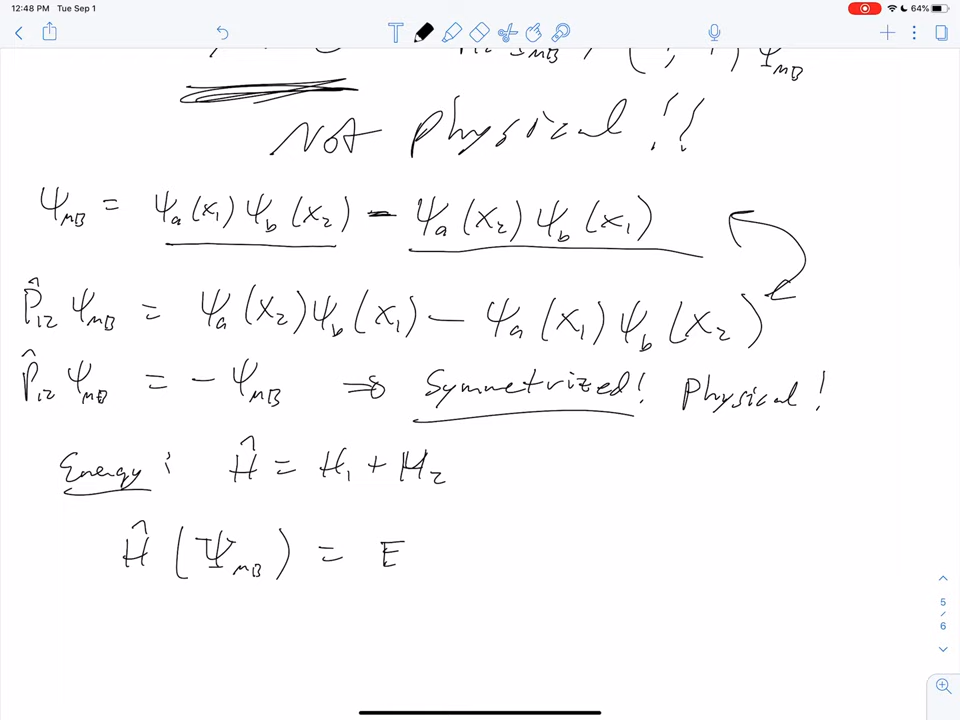 12:48 PM Tue Sep 1 64%
Not Physical!!
Ψ_MB = Ψ_a(x_1) Ψ_b(x_2) - Ψ_a(x_2) Ψ_b(x_1)
P̂_12 Ψ_MB = Ψ_a(x_2) Ψ_b(x_1) - Ψ_a(x_1) Ψ_b(x_2)
P̂_12 Ψ_MB = -Ψ_MB ⇒ Symmetrized! Physical!
Energy: Ĥ = H_1 + H_2
Ĥ (Ψ_MB) = E
5
/
6